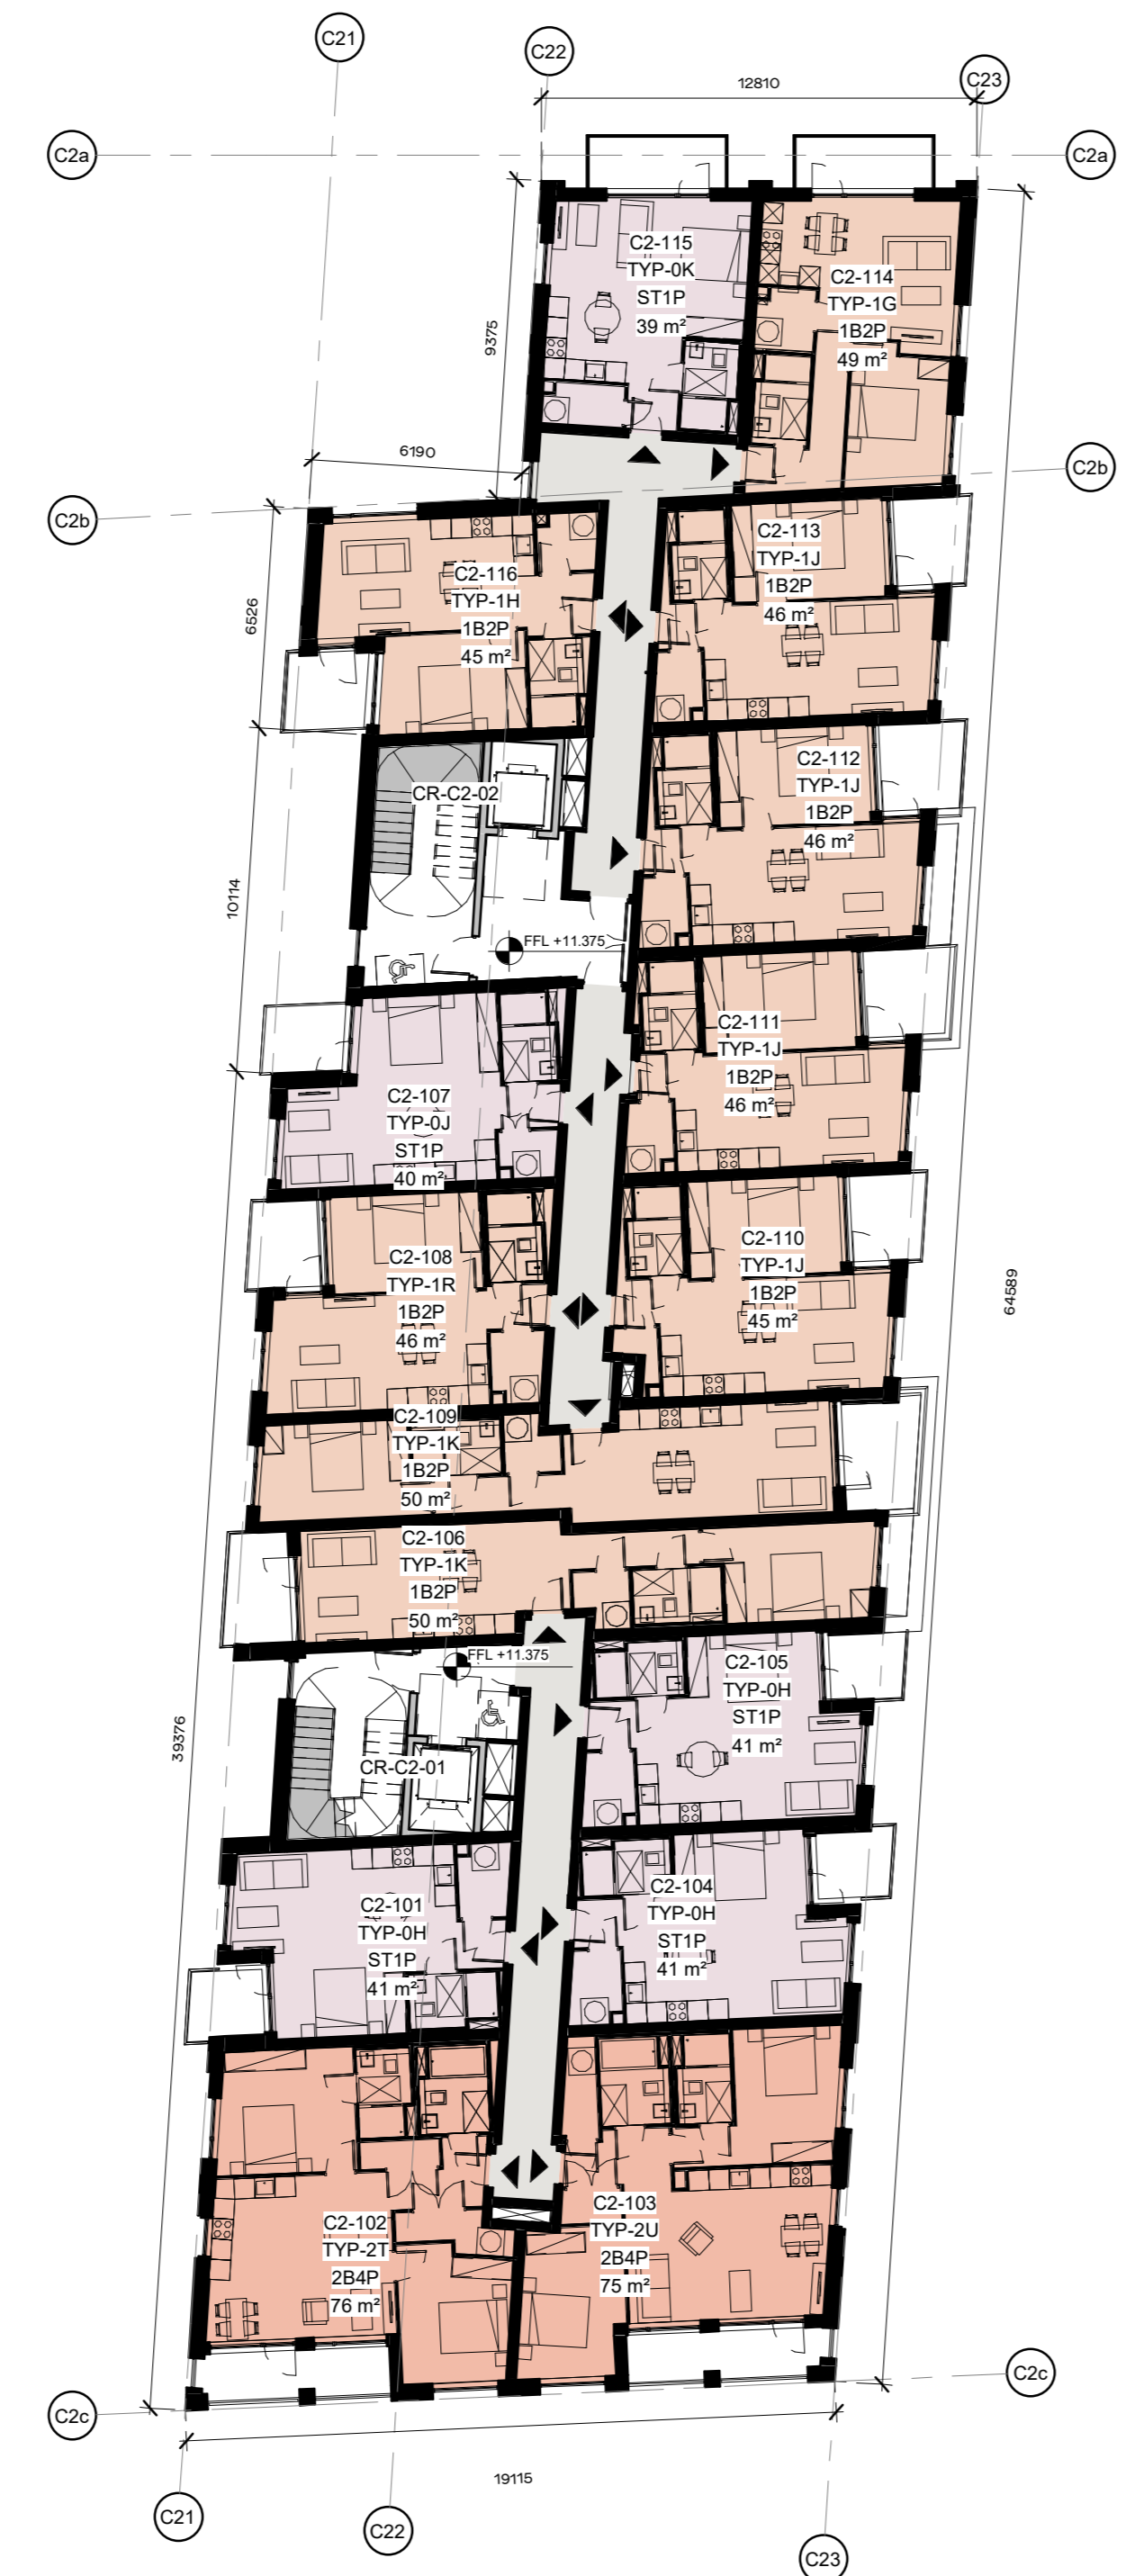 C21
C22
C23
12810
C2a
C2a
C2-115
TYP-0K
ST1P
39 m²
C2-114
TYP-1G
1B2P
49 m²
9375
6190
C2b
C2b
C2-113
TYP-1J
1B2P
46 m²
C2-116
TYP-1H
1B2P
45 m²
6526
C2-112
TYP-1J
1B2P
46 m²
CR-C2-02
10114
FFL +11.375
C2-111
TYP-1J
1B2P
46 m²
C2-107
TYP-0J
ST1P
40 m²
C2-110
TYP-1J
1B2P
45 m²
C2-108
TYP-1R
1B2P
46 m²
64589
C2-109
TYP-1K
1B2P
50 m²
C2-106
TYP-1K
1B2P
50 m²
FFL +11.375
C2-105
TYP-0H
ST1P
41 m²
39376
CR-C2-01
C2-104
TYP-0H
ST1P
41 m²
C2-101
TYP-0H
ST1P
41 m²
C2-103
TYP-2U
2B4P
75 m²
C2-102
TYP-2T
2B4P
76 m²
C2c
C2c
19115
C21
C22
C23